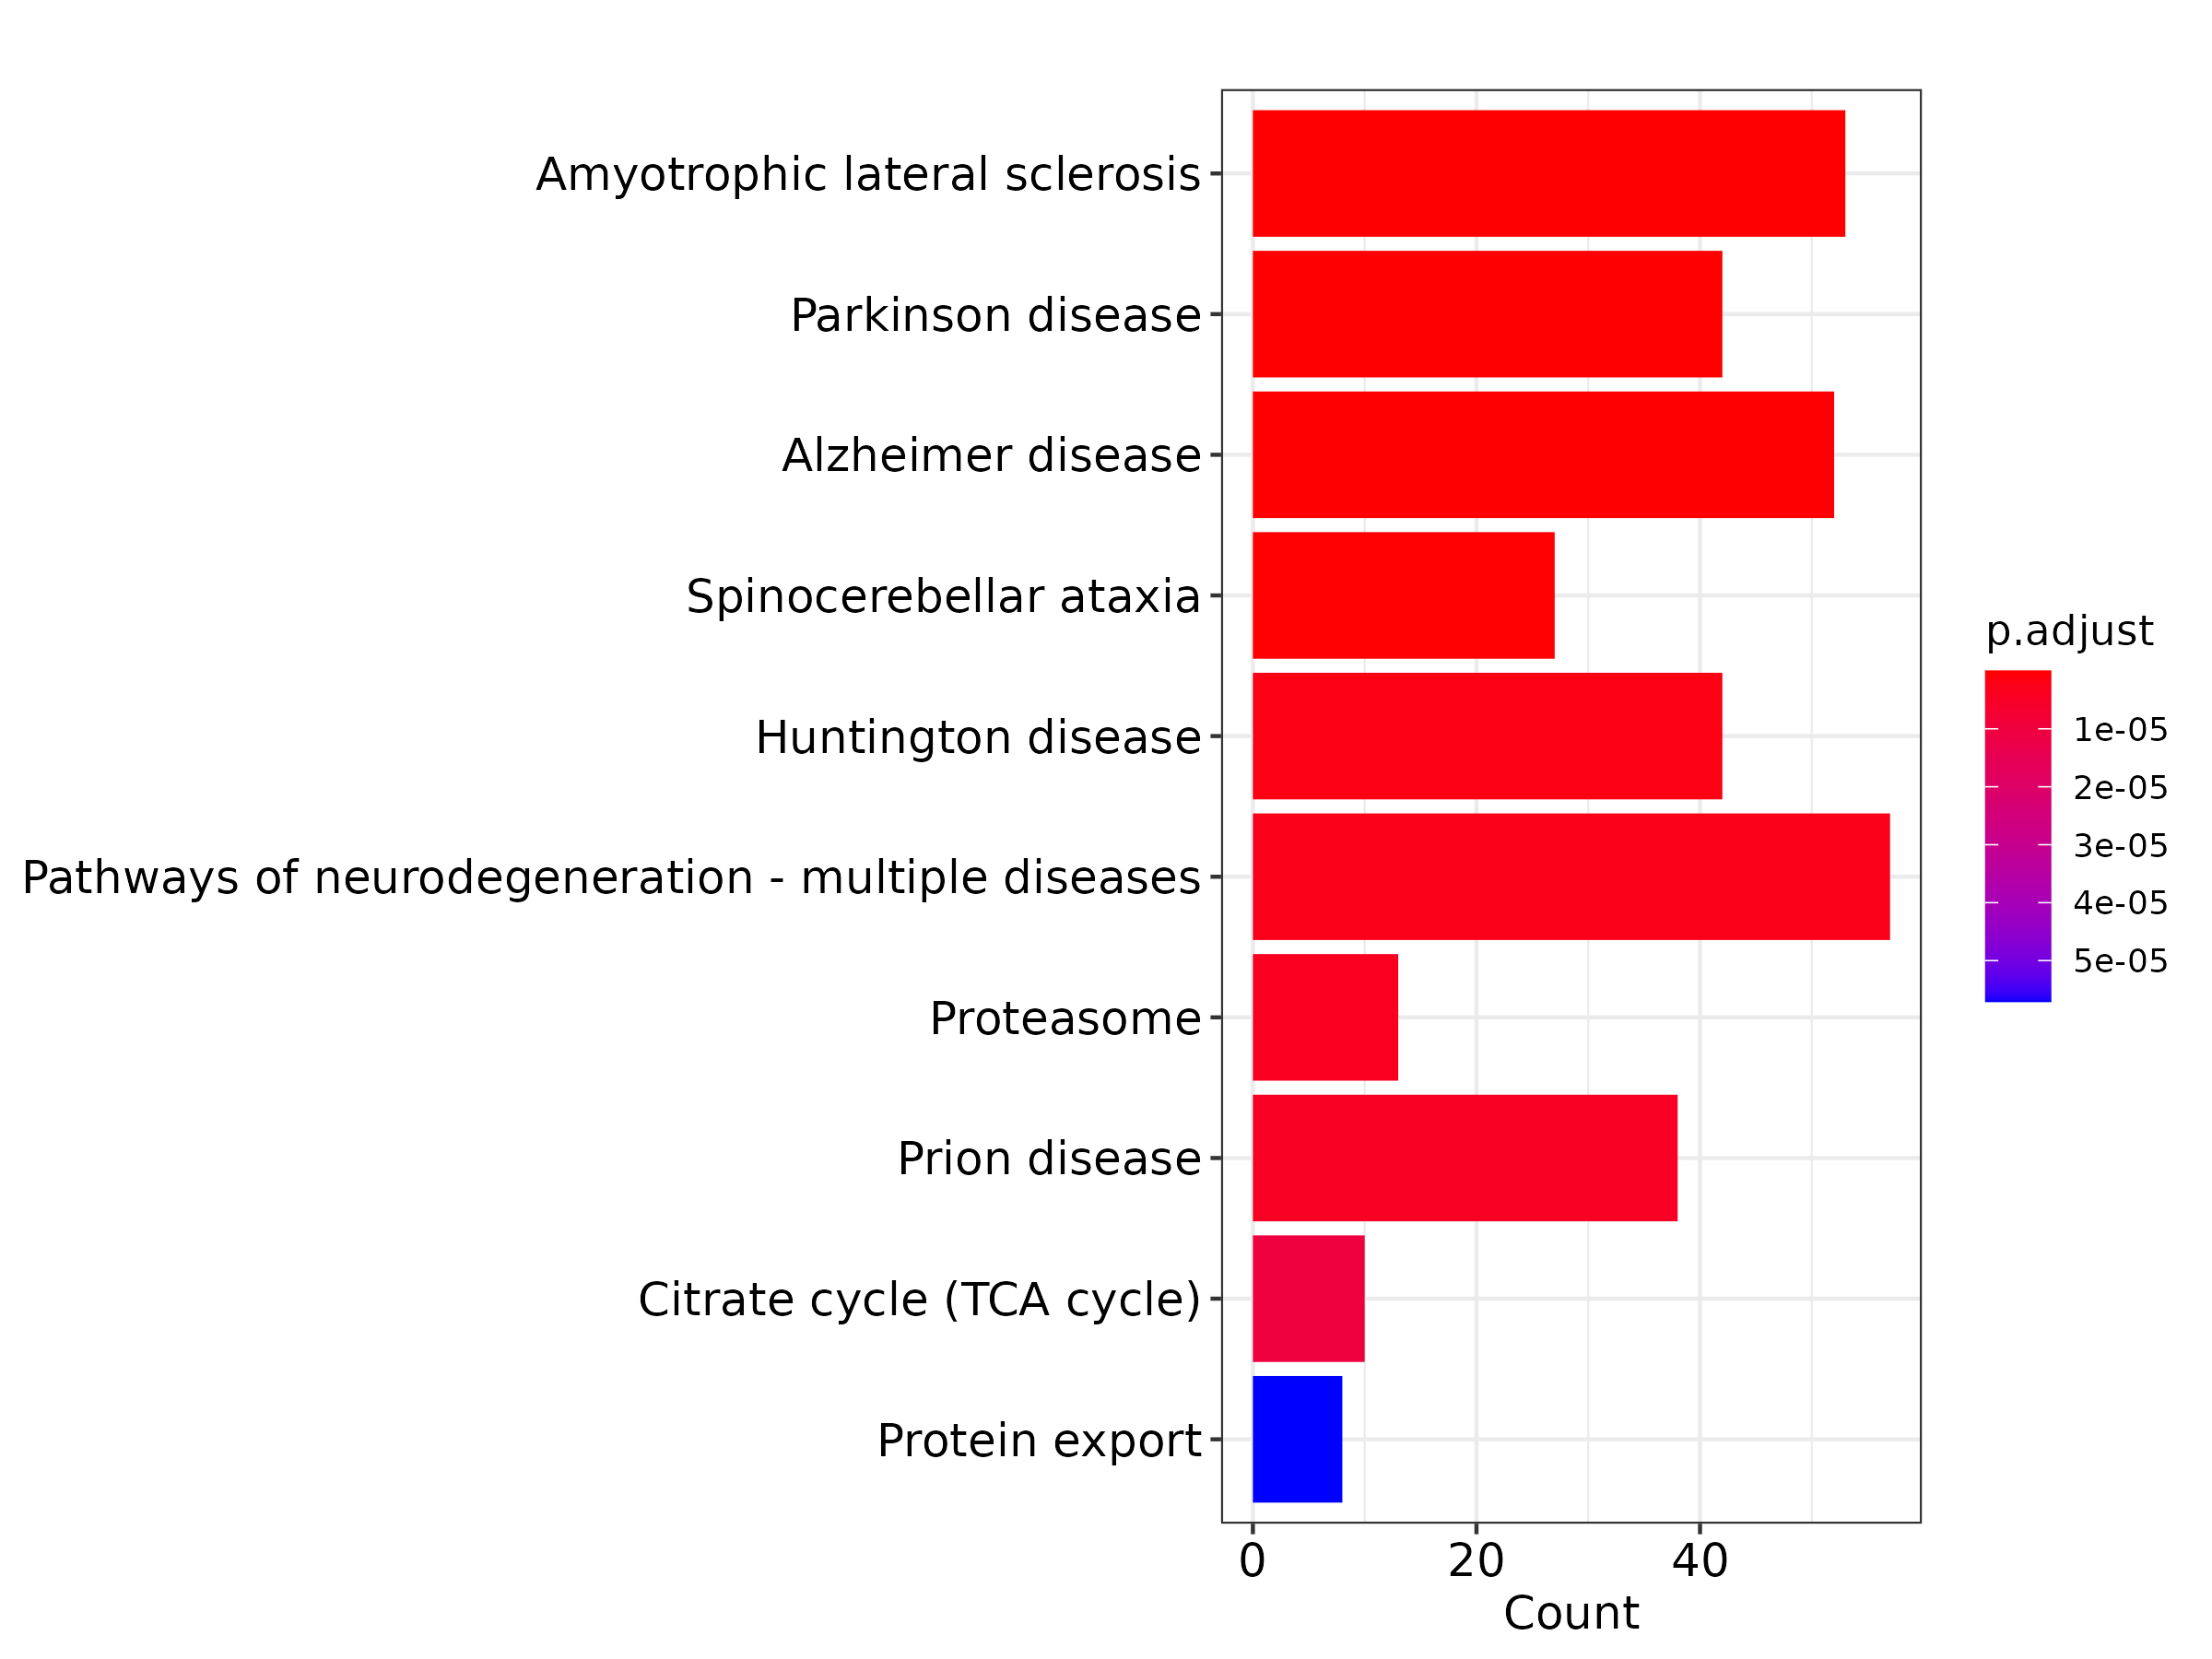 Amyotrophic lateral sclerosis
Parkinson disease
Alzheimer disease
Spinocerebellar ataxia
Huntington disease
Pathways of neurodegeneration - multiple diseases
Proteasome
Prion disease
Citrate cycle (TCA cycle)
Protein export
0 20 40
Count
p.adjust
1e-05
2e-05
3e-05
4e-05
5e-05